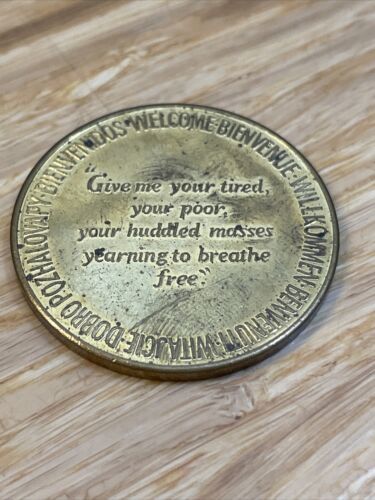 WELCOME·BIENVENUE·WILLKOMMEN·BENVENUTI·WITAJCIE·DOBRO POZHALOVAPY·BIENVENIDOS·
"Give me your tired,
your poor,
your huddled masses
yearning to breathe
free."